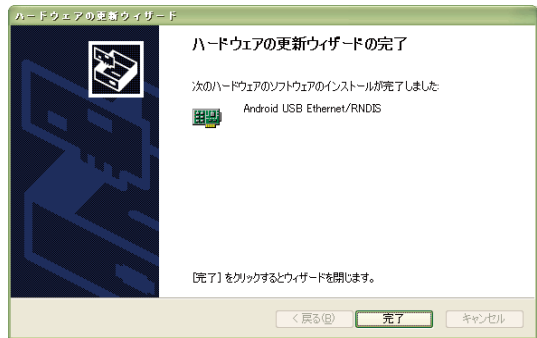 ハードウェアの更新ウィザード
ハードウェアの更新ウィザードの完了
次のハードウェアのソフトウェアのインストールが完了しました:
Android USB Ethernet/RNDIS
[完了] をクリックするとウィザードを閉じます。
< 戻る(B)
完了
キャンセル